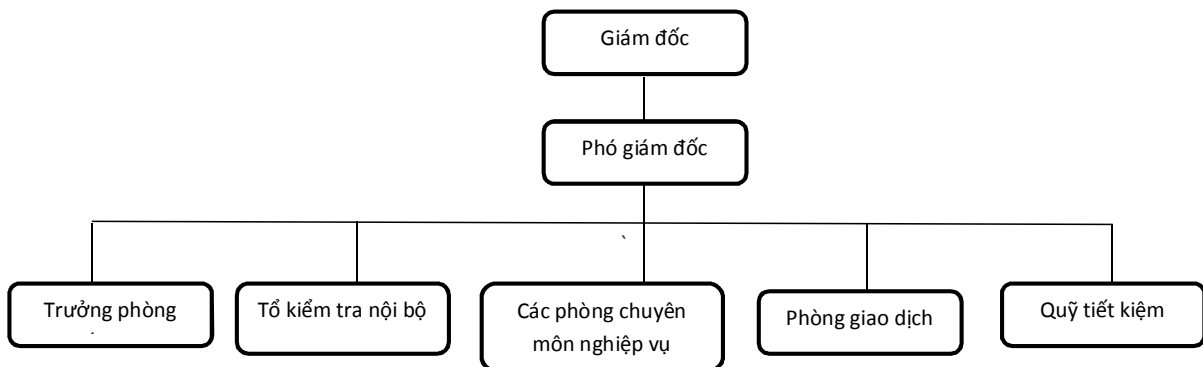 Giám đốc
Phó giám đốc
Trưởng phòng
Tổ kiểm tra nội bộ
Các phòng chuyên
môn nghiệp vụ
Phòng giao dịch
Quỹ tiết kiệm